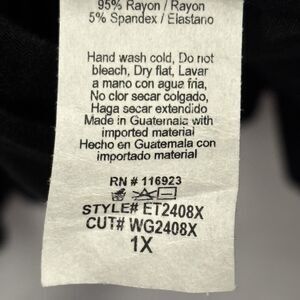 95% Rayon / Rayon
5% Spandex / Elastano
Hand wash cold, Do not
bleach, Dry flat, Lavar
a mano con agua fria,
No clor secar colgado,
Haga secar extendido
Made in Guatemala with
imported material
Hecho en Guatemala con
importado material
RN # 116923
STYLE# ET2408X
CUT# WG2408X
1X